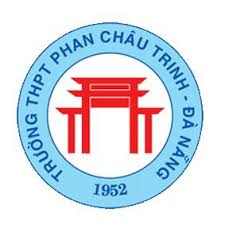 TRƯỜNG THPT PHAN CHÂU TRINH - ĐÀ NẴNG
1952